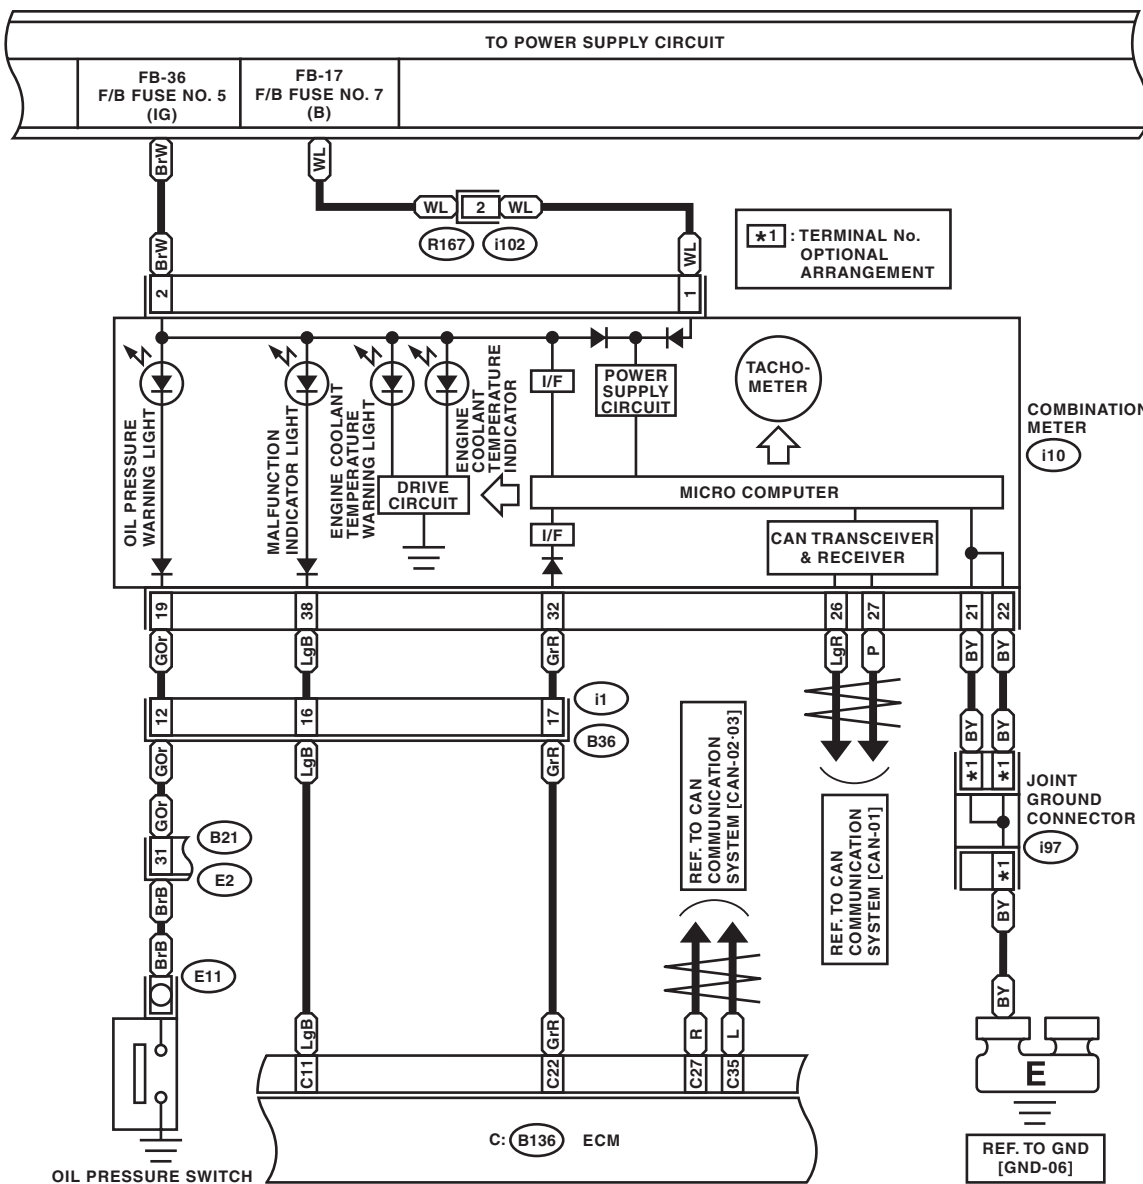 TO POWER SUPPLY CIRCUIT
FB-36
F/B FUSE NO. 5
(IG)
FB-17
F/B FUSE NO. 7
(B)
BrW
WL
WL
2
WL
R167
i102
BrW
WL
*1 : TERMINAL No.
OPTIONAL
ARRANGEMENT
2
1
OIL PRESSURE
WARNING LIGHT
MALFUNCTION
INDICATOR LIGHT
ENGINE COOLANT
TEMPERATURE
WARNING LIGHT
ENGINE
COOLANT
TEMPERATURE
INDICATOR
I/F
POWER
SUPPLY
CIRCUIT
TACHO-
METER
COMBINATION
METER
i10
DRIVE
CIRCUIT
MICRO COMPUTER
I/F
CAN TRANSCEIVER
& RECEIVER
19
38
32
26
27
21
22
GOr
LgB
GrR
LgR
P
BY
BY
12
16
17
i1
B36
GOr
LgB
GrR
BY
BY
*1
*1
JOINT
GROUND
CONNECTOR
i97
*1
GOr
31
B21
E2
BrB
BrB
E11
REF. TO CAN
COMMUNICATION
SYSTEM [CAN-02·03]
REF. TO CAN
COMMUNICATION
SYSTEM [CAN-01]
BY
BY
LgB
GrR
R
L
C11
C22
C27
C35
E
C: B136 ECM
REF. TO GND
[GND-06]
OIL PRESSURE SWITCH